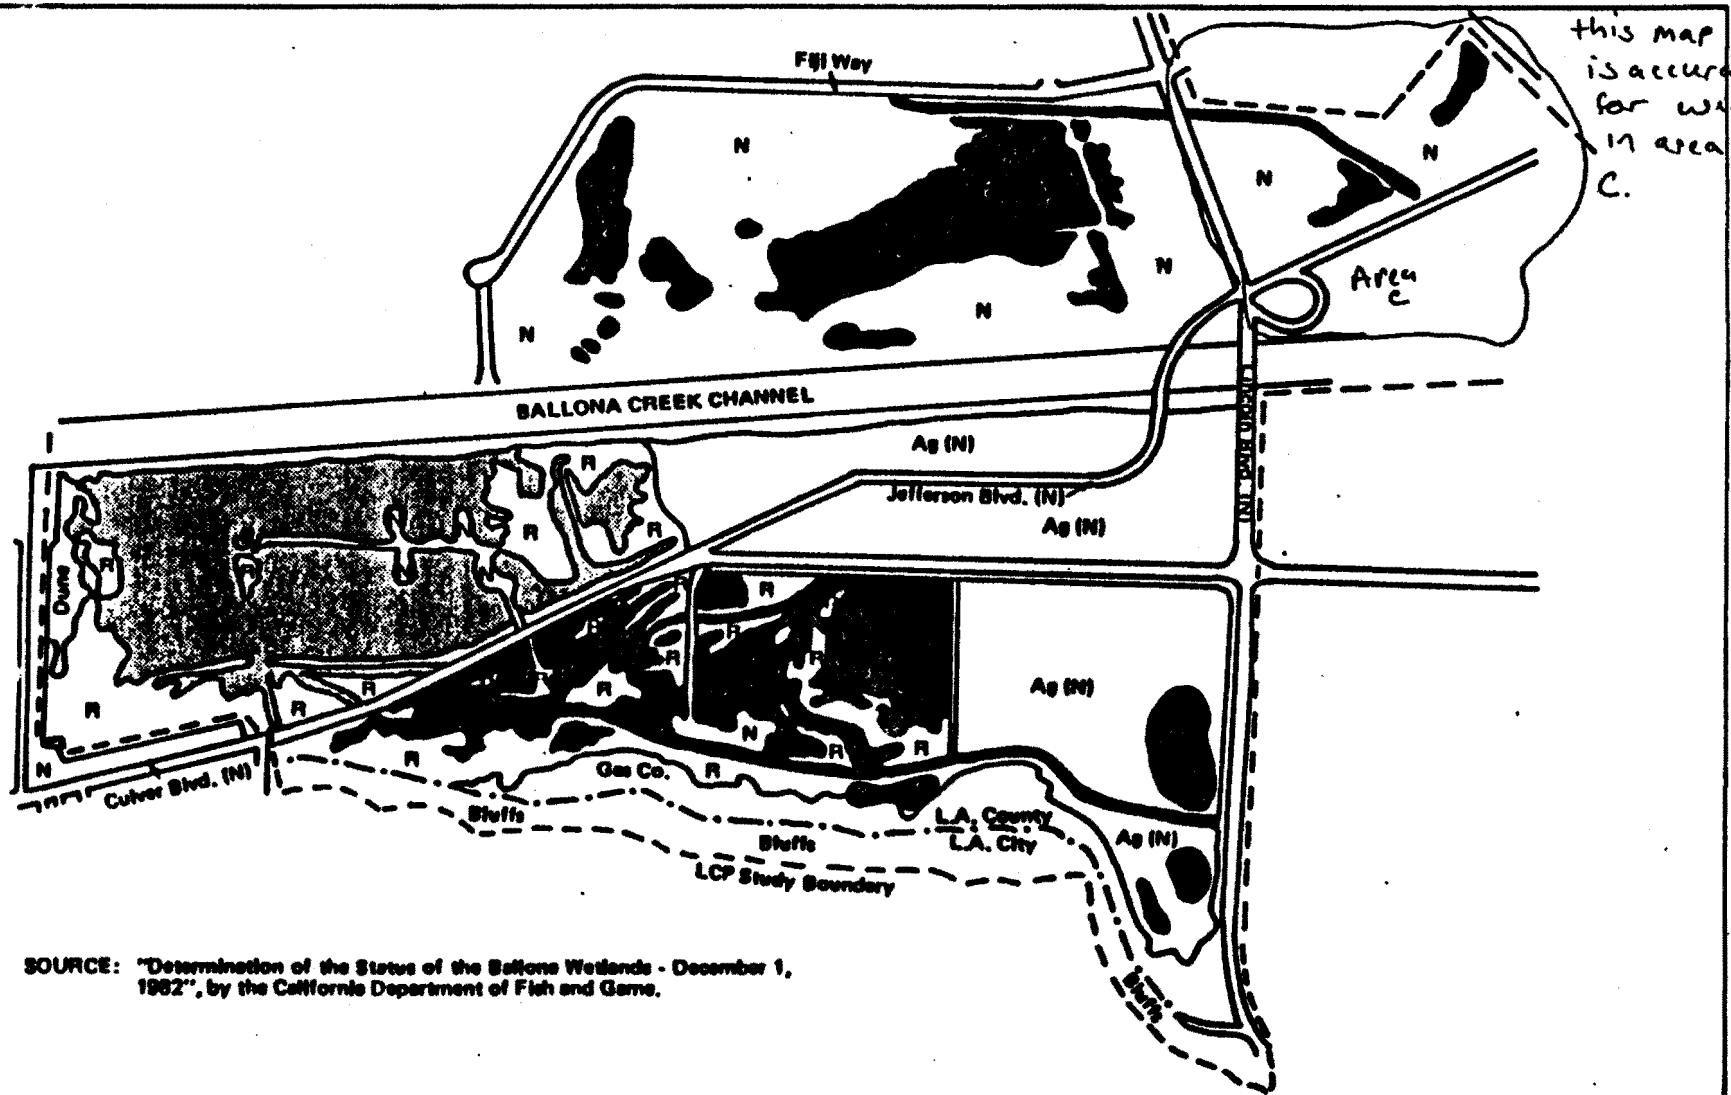 this map
is accura
for we
in area
C.
Fiji Way
N
N
N
N
N
N
Area
C
BALLONA CREEK CHANNEL
Ag (N)
Jefferson Blvd. (N)
Ag (N)
R
R
R
R
Dune
R
R
R
R
R
R
R
R
R
Ag (N)
R
N
R
R
N
R
Culver Blvd. (N)
Gas Co.
R
Bluffs
Bluffs
L.A. County
L.A. City
Ag (N)
LCP Study Boundary
Bluffs
SOURCE: "Determination of the Status of the Ballona Wetlands - December 1,
1982", by the California Department of Fish and Game.